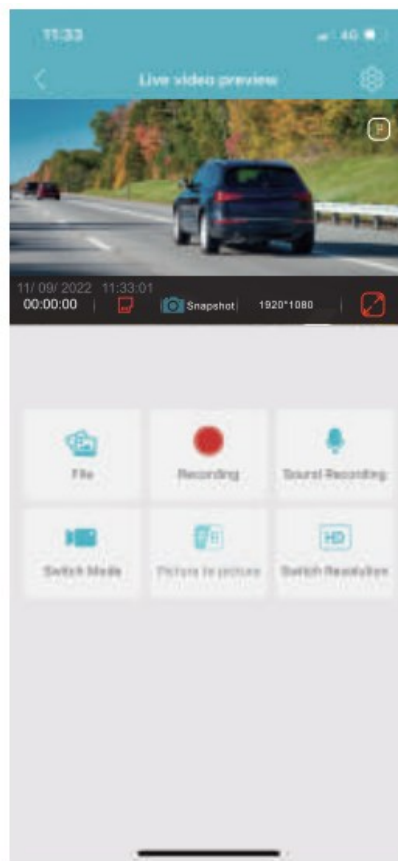 11:33 4G
Live video preview
11/ 09/ 2022 11:33:01
00:00:00 Snapshot 1920*1080
File Recording Sound Recording
Switch Mode Picture to picture Switch Resolution
HD